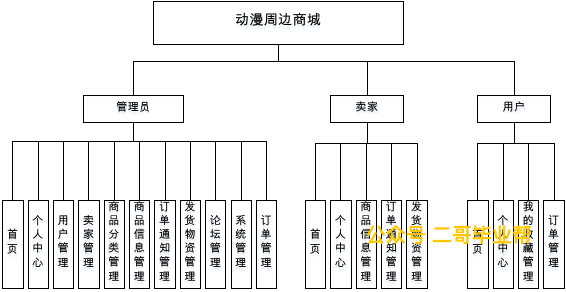 动漫周边商城
管理员
卖家
用户
首页
个人中心
用户管理
卖家管理
商品分类管理
商品信息管理
订单通知管理
发货物资管理
论坛管理
系统管理
订单管理
首页
个人中心
商品信息管理
订单通知管理
发货物资管理
首页
个人中心
我的收藏管理
订单管理
公众号 二哥毕业帮